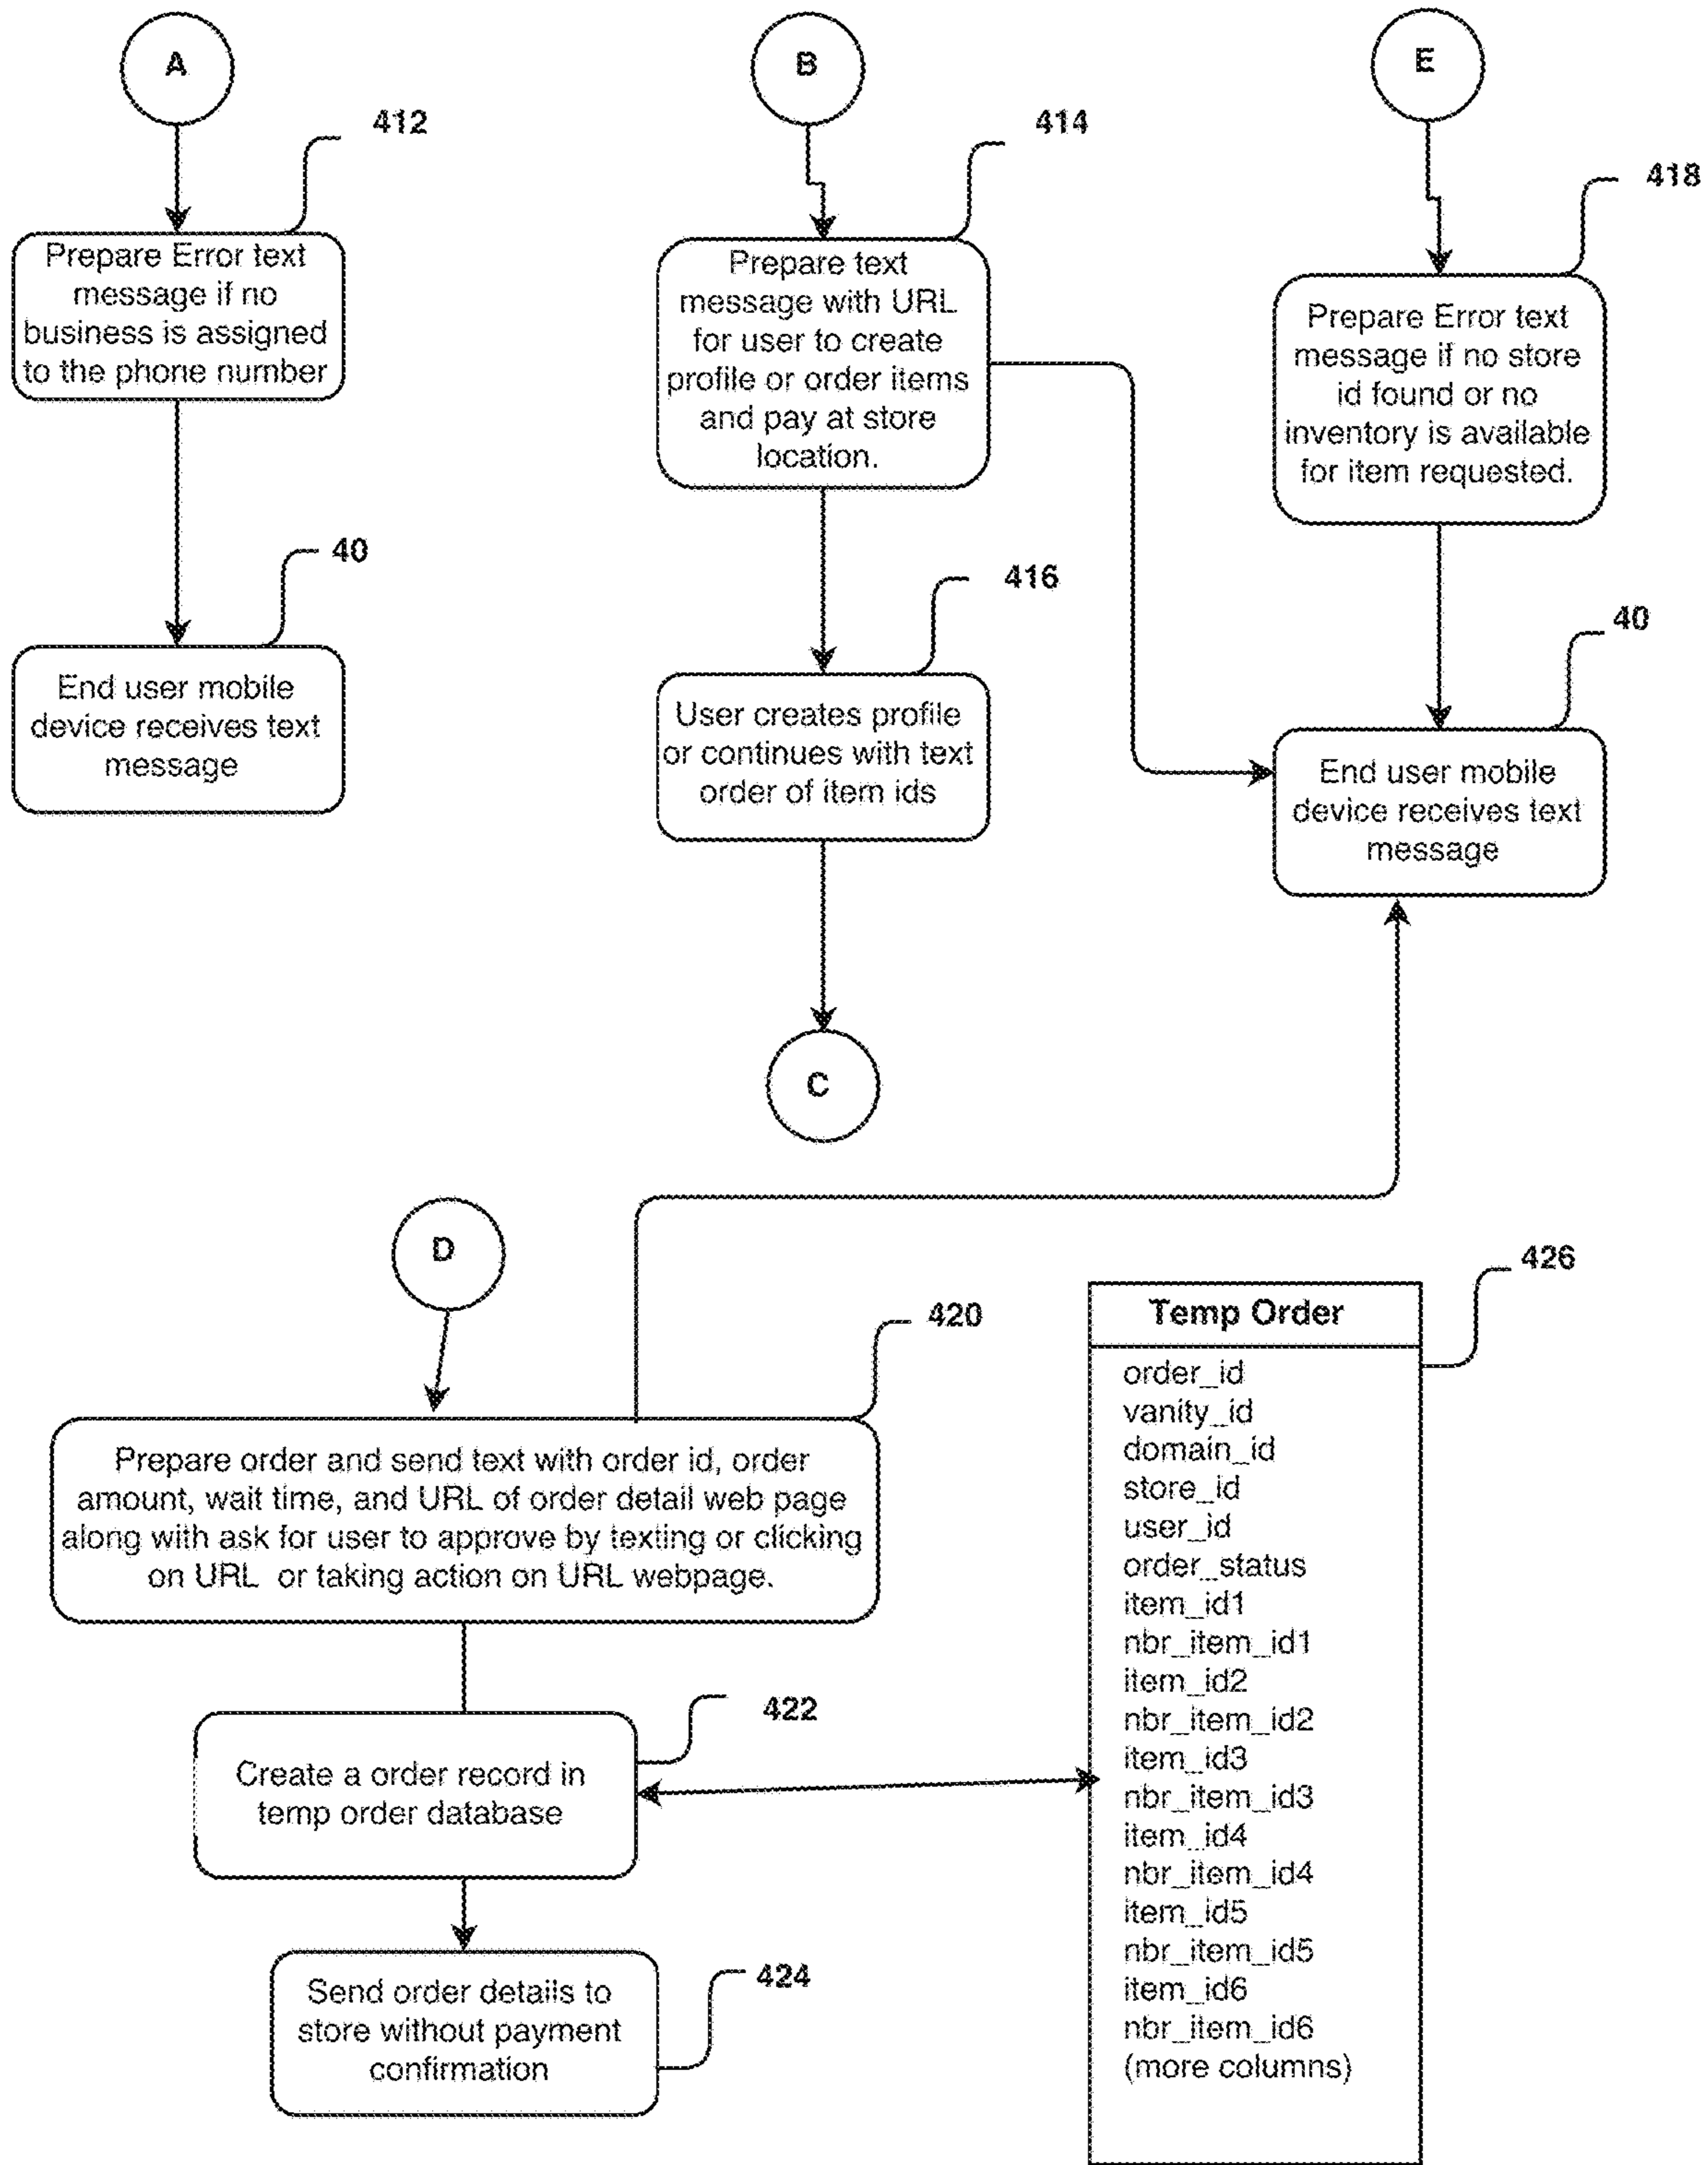 A
B
E
412
414
418
Prepare Error text
message if no
business is assigned
to the phone number
Prepare text
message with URL
for user to create
profile or order items
and pay at store
location.
Prepare Error text
message if no store
id found or no
inventory is available
for item requested.
40
416
40
End user mobile
device receives text
message
User creates profile
or continues with text
order of item ids
End user mobile
device receives text
message
C
D
420
426
Prepare order and send text with order id, order
amount, wait time, and URL of order detail web page
along with ask for user to approve by texting or clicking
on URL or taking action on URL webpage.
422
Create a order record in
temp order database
424
Send order details to
store without payment
confirmation
Temp Order
order_id
vanity_id
domain_id
store_id
user_id
order_status
item_id1
nbr_item_id1
item_id2
nbr_item_id2
item_id3
nbr_item_id3
item_id4
nbr_item_id4
item_id5
nbr_item_id5
item_id6
nbr_item_id6
(more columns)